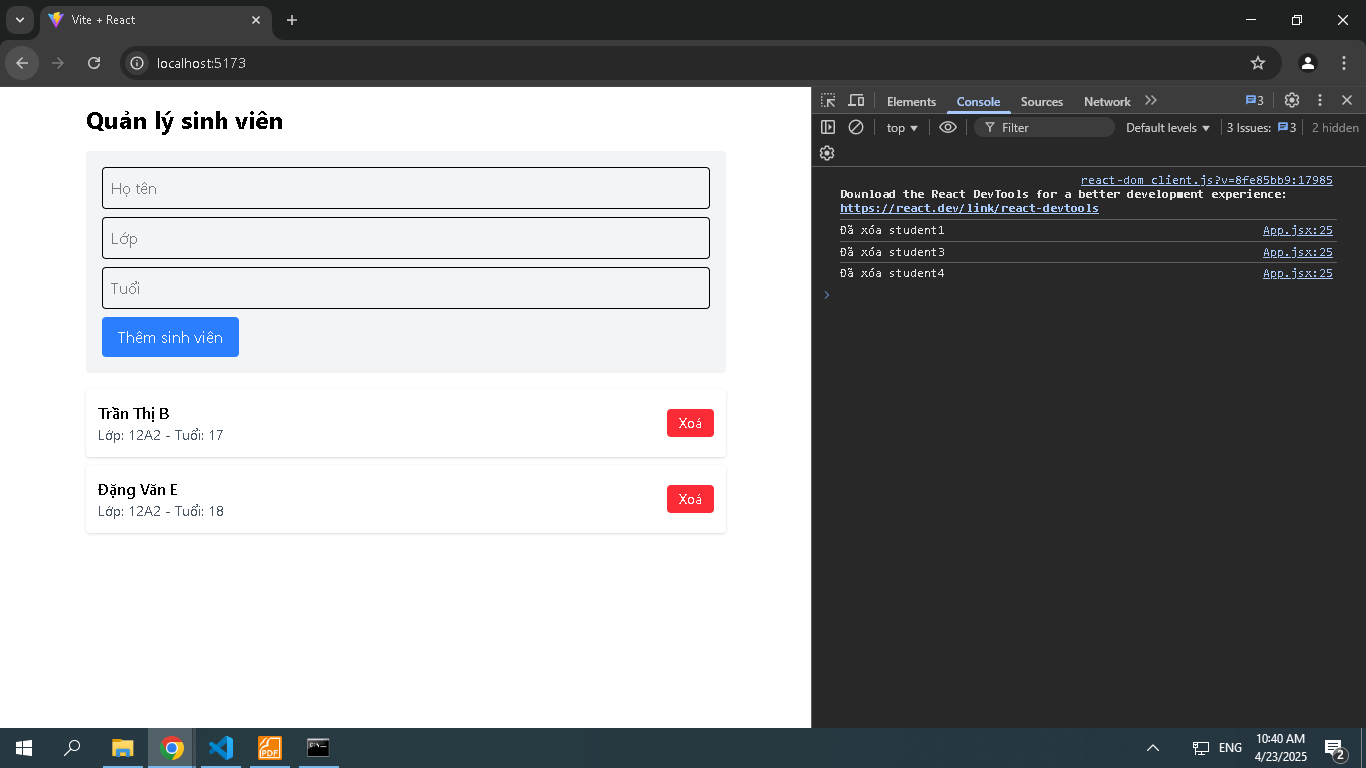 Vite + React
localhost:5173
Quản lý sinh viên
Họ tên
Lớp
Tuổi
Thêm sinh viên
Trần Thị B
Lớp: 12A2 - Tuổi: 17
Xoá
Đặng Văn E
Lớp: 12A2 - Tuổi: 18
Xoá
Elements Console Sources Network 3
top Filter Default levels 3 Issues: 3 2 hidden
react-dom_client.js?v=8fe85bb9:17985
Download the React DevTools for a better development experience:
https://react.dev/link/react-devtools
Đã xóa student1 App.jsx:25
Đã xóa student3 App.jsx:25
Đã xóa student4 App.jsx:25
PDF
ENG
10:40 AM
4/23/2025
2